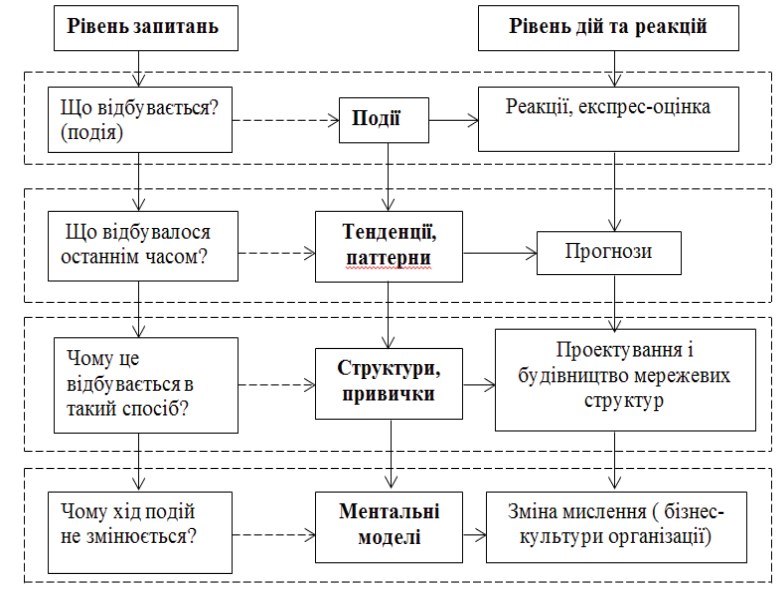 Рівень запитань
Рівень дій та реакцій
Що відбувається?
(подія)
Події
Реакції, експрес-оцінка
Що відбувалося
останнім часом?
Тенденції,
паттерни
Прогнози
Чому це
відбувається в
такий спосіб?
Структури,
привички
Проектування і
будівництво мережевих
структур
Чому хід подій
не змінюється?
Ментальні
моделі
Зміна мислення ( бізнес-
культури організації)